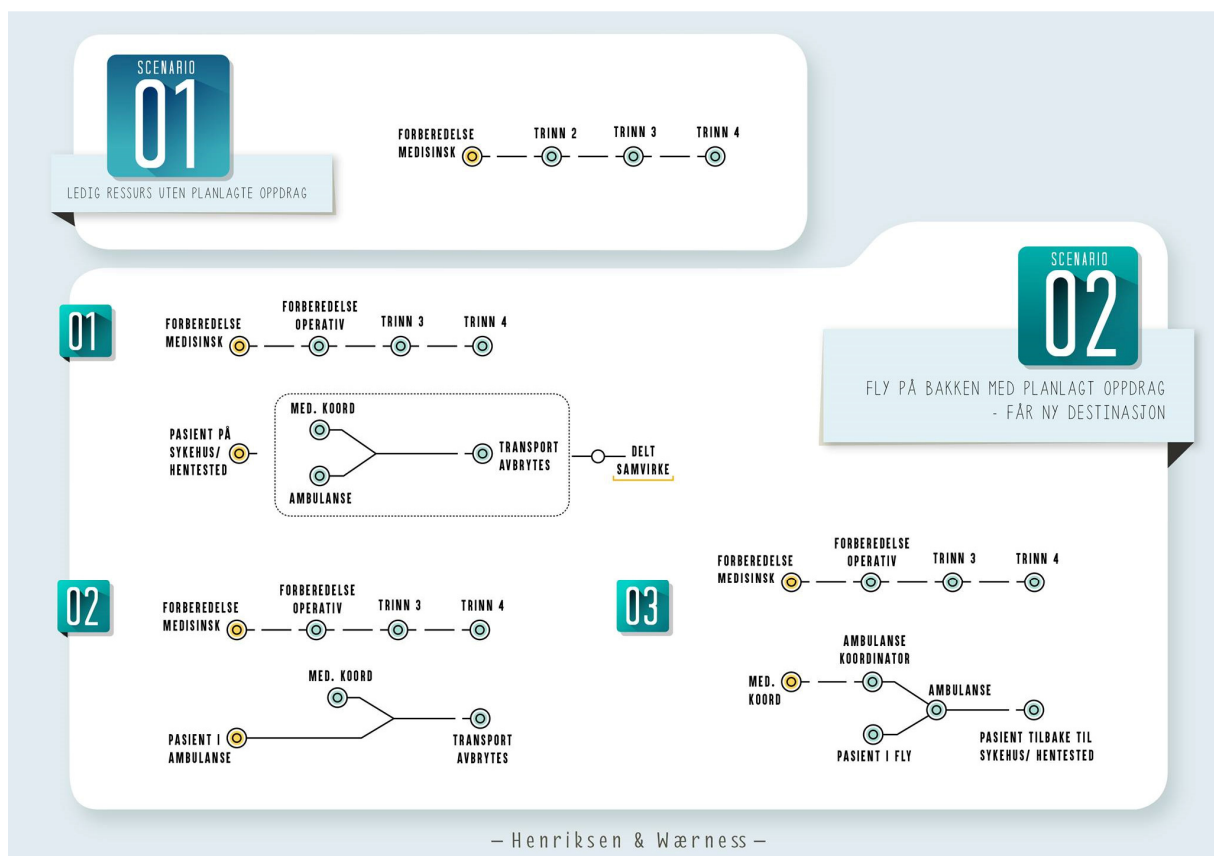 SCENARIO
01
LEDIG RESSURS UTEN PLANLAGTE OPPDRAG
FORBEREDELSE
MEDISINSK
TRINN 2
TRINN 3
TRINN 4
SCENARIO
02
FLY PÅ BAKKEN MED PLANLAGT OPPDRAG
- FÅR NY DESTINASJON
01
FORBEREDELSE
MEDISINSK
FORBEREDELSE
OPERATIV
TRINN 3
TRINN 4
PASIENT PÅ
SYKEHUS/
HENTESTED
MED. KOORD
AMBULANSE
TRANSPORT
AVBRYTES
DELT
SAMVIRKE
02
FORBEREDELSE
MEDISINSK
FORBEREDELSE
OPERATIV
TRINN 3
TRINN 4
MED. KOORD
PASIENT I
AMBULANSE
TRANSPORT
AVBRYTES
03
FORBEREDELSE
MEDISINSK
FORBEREDELSE
OPERATIV
TRINN 3
TRINN 4
MED.
KOORD
AMBULANSE
KOORDINATOR
AMBULANSE
PASIENT I FLY
PASIENT TILBAKE TIL
SYKEHUS/ HENTESTED
– Henriksen & Wærness –